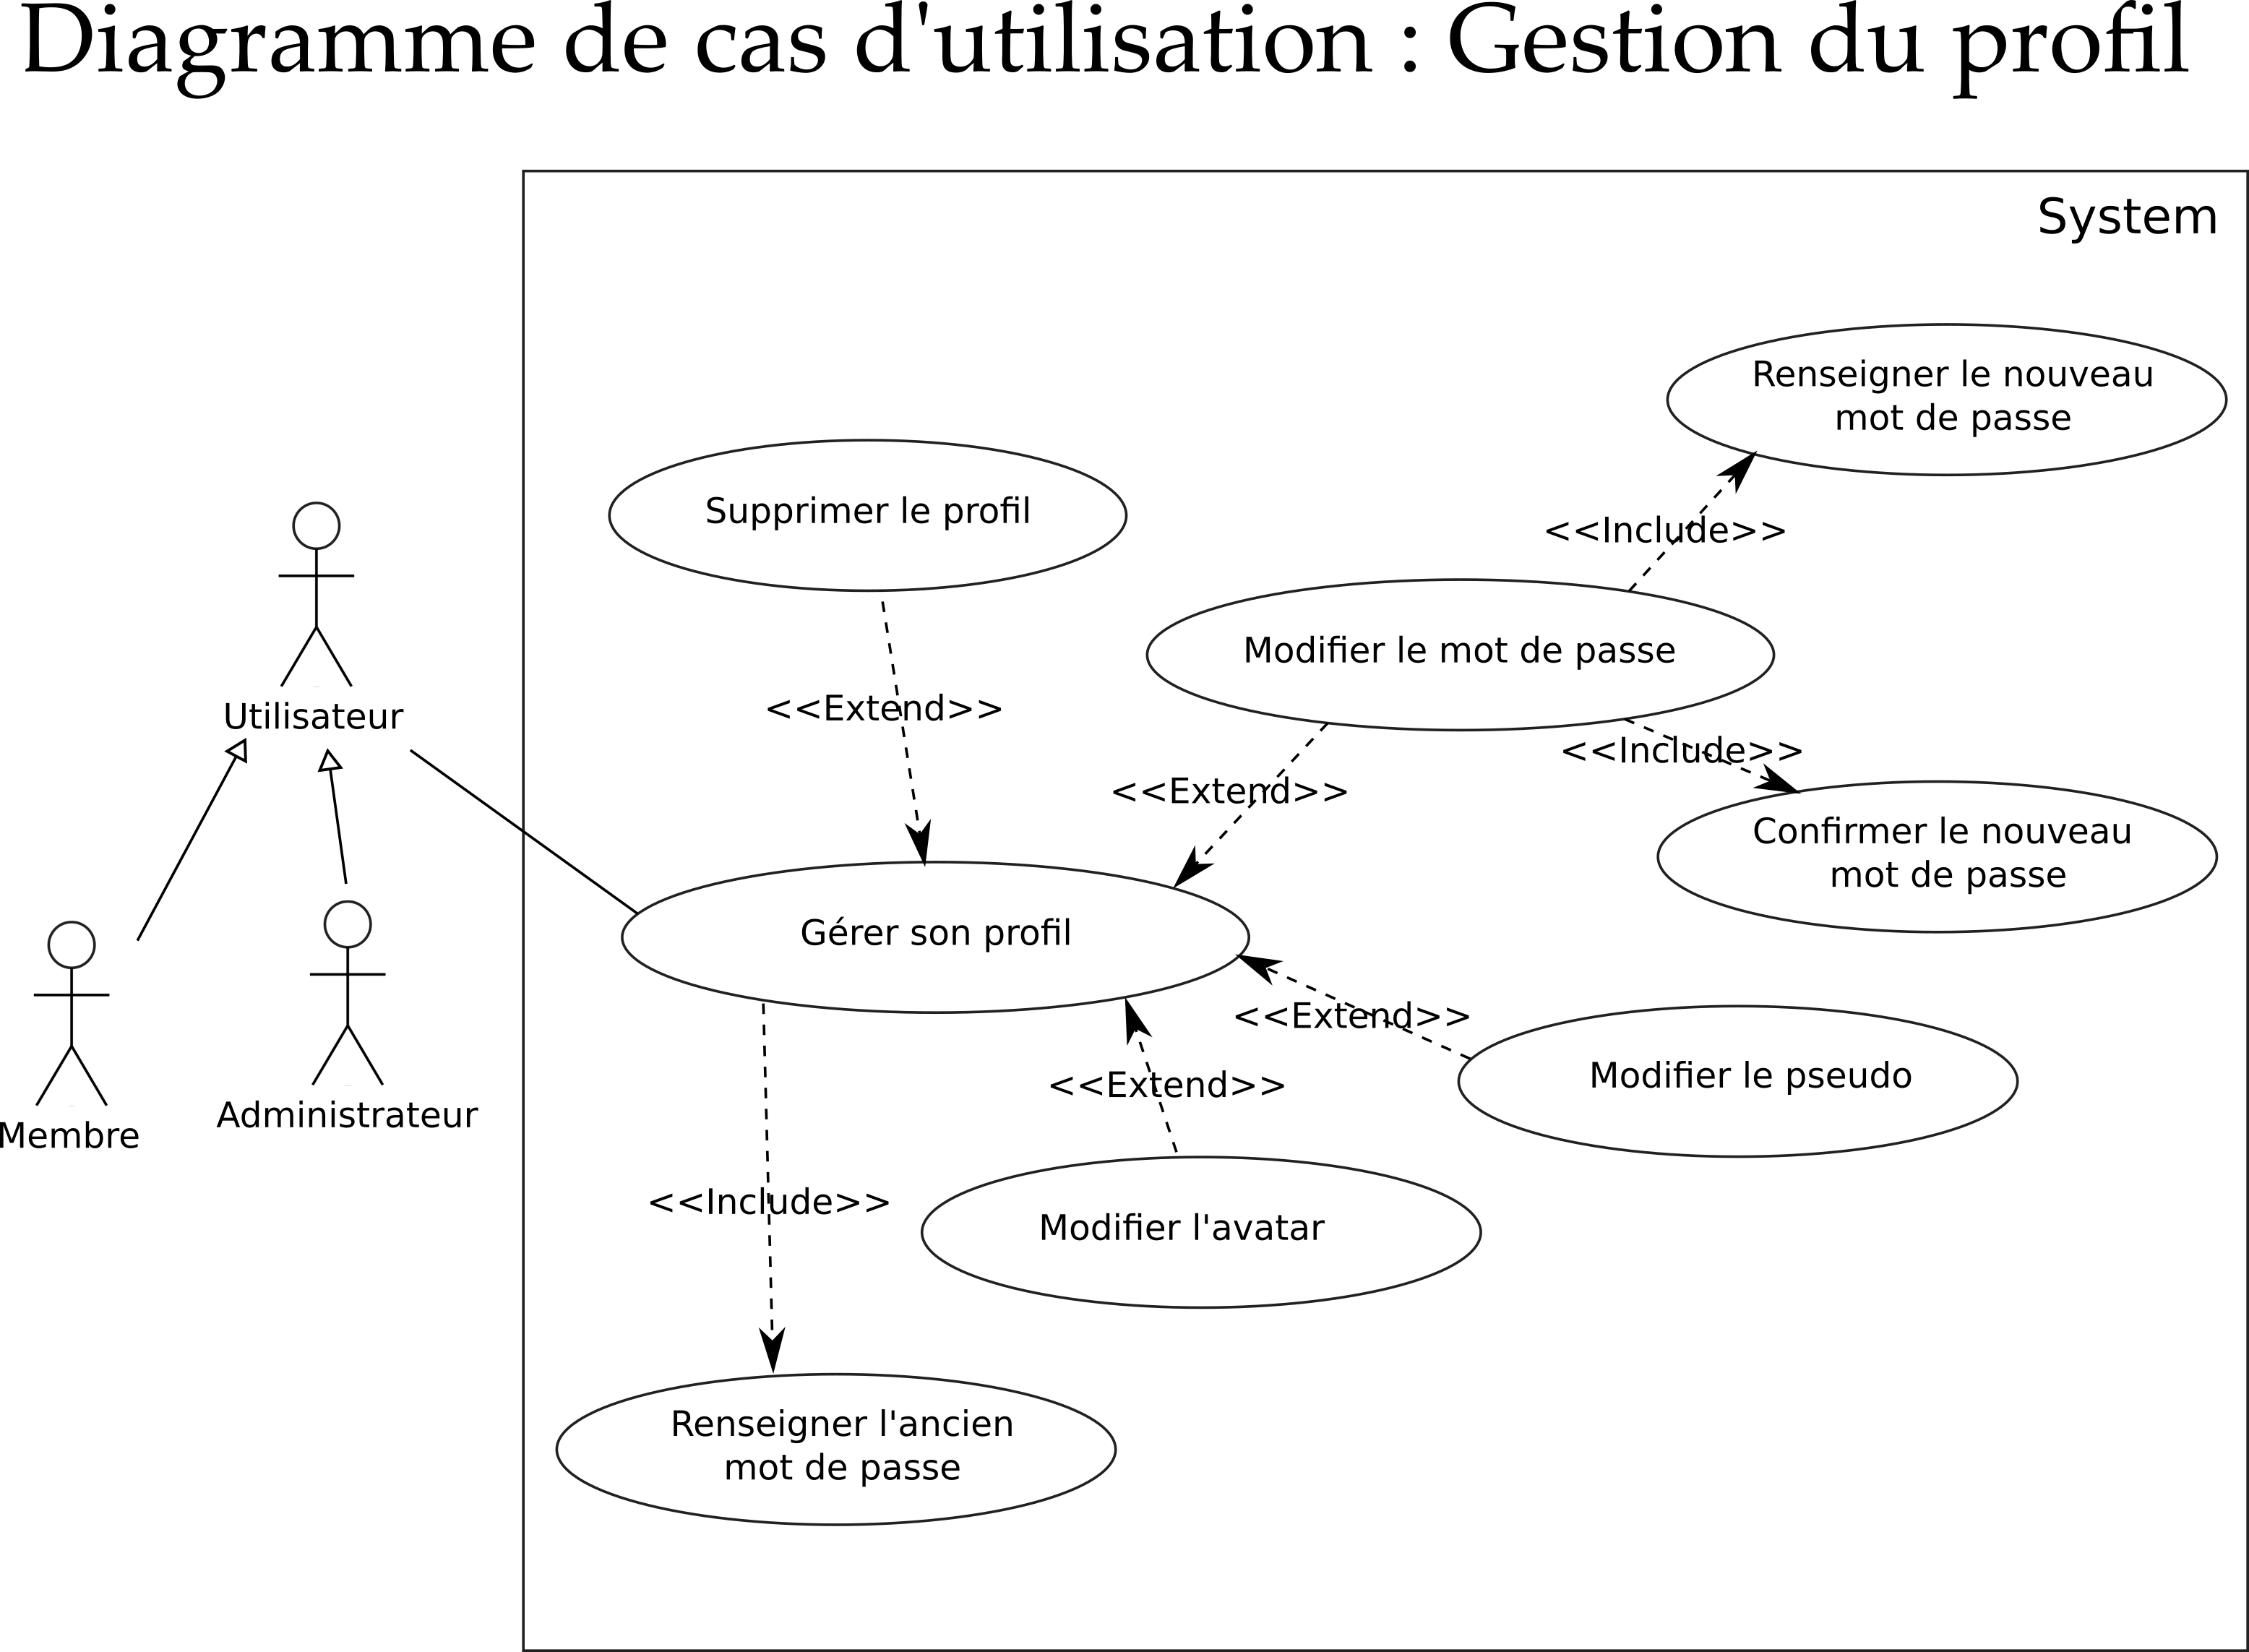 Diagramme de cas d'utilisation : Gestion du profil
System
Renseigner le nouveau
mot de passe
Supprimer le profil
<<Include>>
Modifier le mot de passe
Utilisateur
<<Extend>>
<<Include>>
<<Extend>>
Confirmer le nouveau
mot de passe
Gérer son profil
<<Extend>>
Modifier le pseudo
<<Extend>>
Administrateur
Membre
<<Include>>
Modifier l'avatar
Renseigner l'ancien
mot de passe